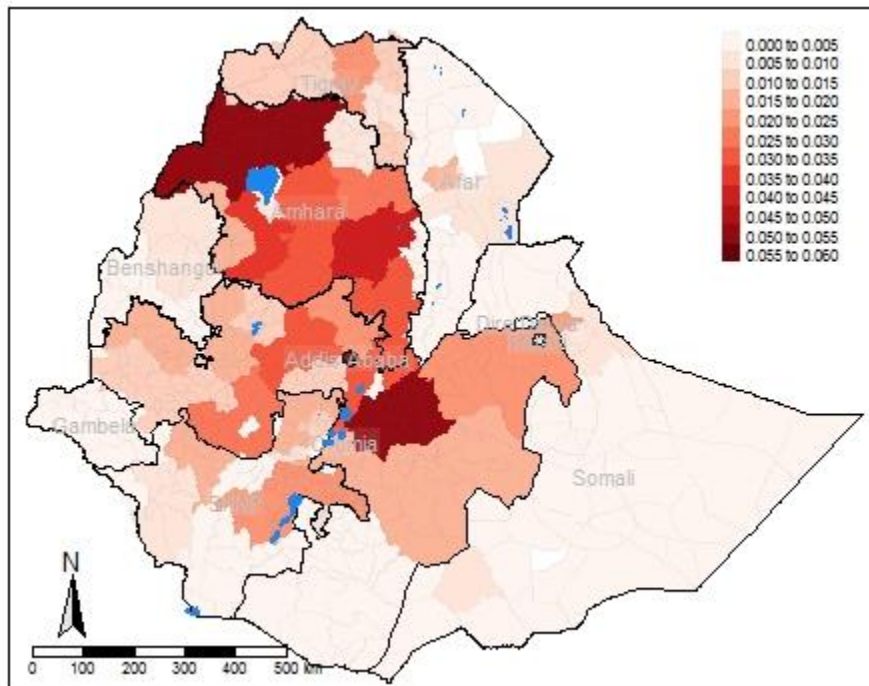 0.000 to 0.005
0.005 to 0.010
0.010 to 0.015
0.015 to 0.020
0.020 to 0.025
0.025 to 0.030
0.030 to 0.035
0.035 to 0.040
0.040 to 0.045
0.045 to 0.050
0.050 to 0.055
0.055 to 0.060
Tigray
Afar
Amhara
Benshangul
Addis Ababa
Gambela
Oromia
Somali
N
0 100 200 300 400 500 km